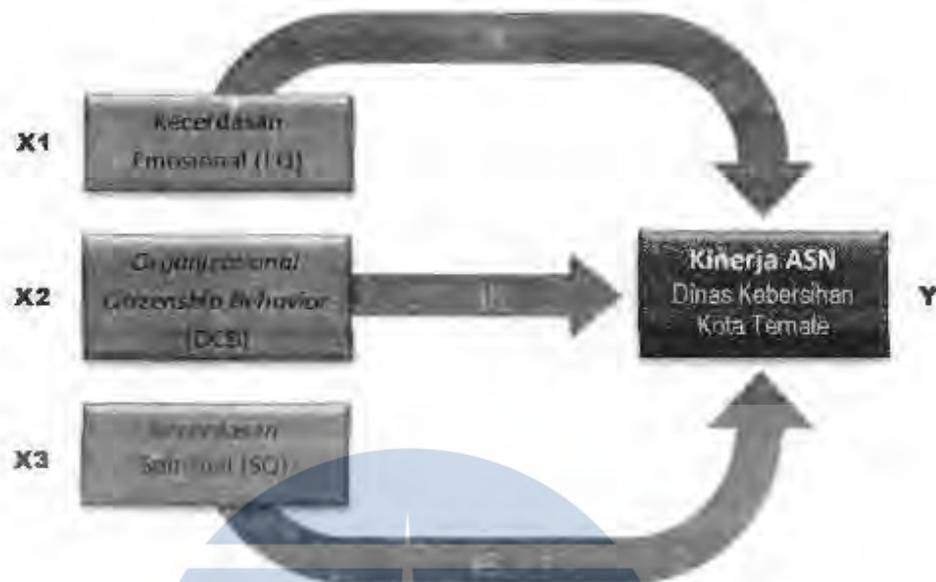 X1
Kecerdasan
Emosional (EQ)
X2
Organizational
Citizenship Behavior
(OCB)
Kinerja ASN
Dinas Kebersihan
Kota Ternate
Y
X3
Kecerdasan
Spiritual (SQ)